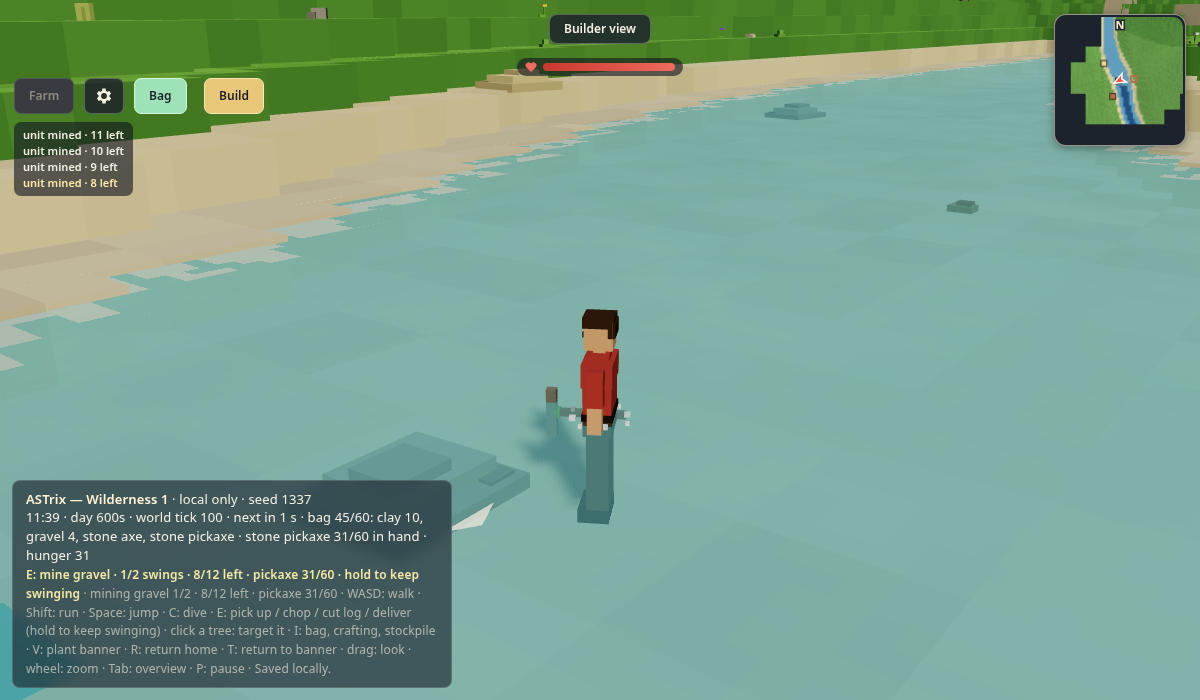 Builder view
N
Farm
Bag
Build
unit mined · 11 left
unit mined · 10 left
unit mined · 9 left
unit mined · 8 left
ASTrix — Wilderness 1 · local only · seed 1337
11:39 · day 600s · world tick 100 · next in 1 s · bag 45/60: clay 10,
gravel 4, stone axe, stone pickaxe · stone pickaxe 31/60 in hand ·
hunger 31
E: mine gravel · 1/2 swings · 8/12 left · pickaxe 31/60 · hold to keep
swinging · mining gravel 1/2 · 8/12 left · pickaxe 31/60 · WASD: walk ·
Shift: run · Space: jump · C: dive · E: pick up / chop / cut log / deliver
(hold to keep swinging) · click a tree: target it · I: bag, crafting, stockpile
· V: plant banner · R: return home · T: return to banner · drag: look ·
wheel: zoom · Tab: overview · P: pause · Saved locally.